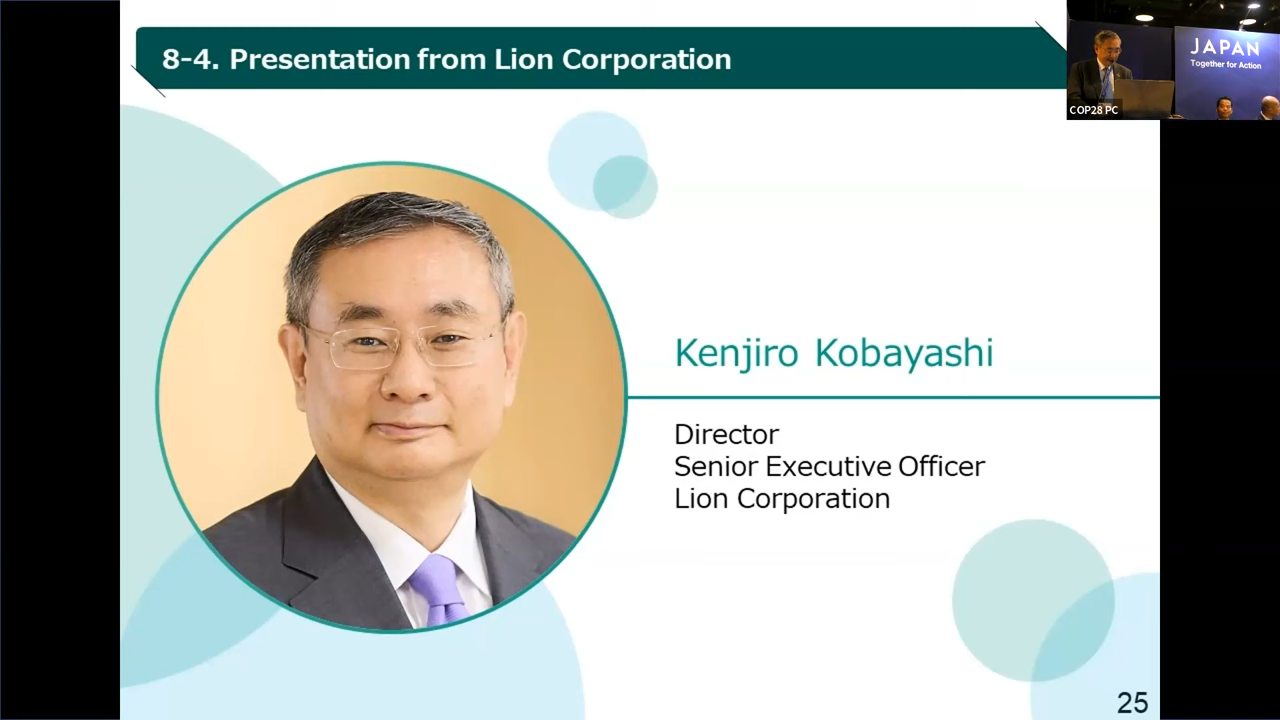 8-4. Presentation from Lion Corporation
JAPAN
Together for Action
COP28 PC
Kenjiro Kobayashi
Director
Senior Executive Officer
Lion Corporation
25